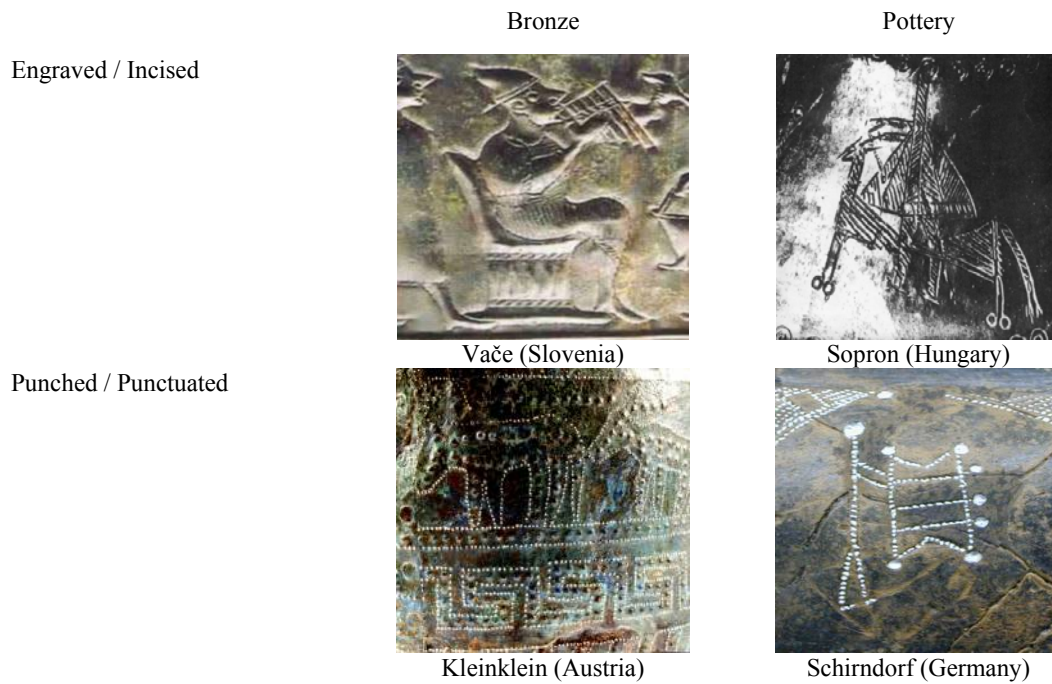 Bronze Pottery
Engraved / Incised
Vače (Slovenia) Sopron (Hungary)
Punched / Punctuated
Kleinklein (Austria) Schirndorf (Germany)